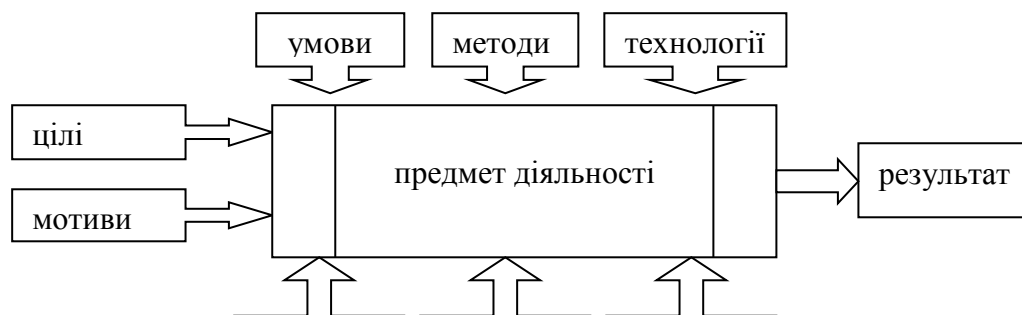 умови
методи
технології
цілі
предмет діяльності
результат
мотиви